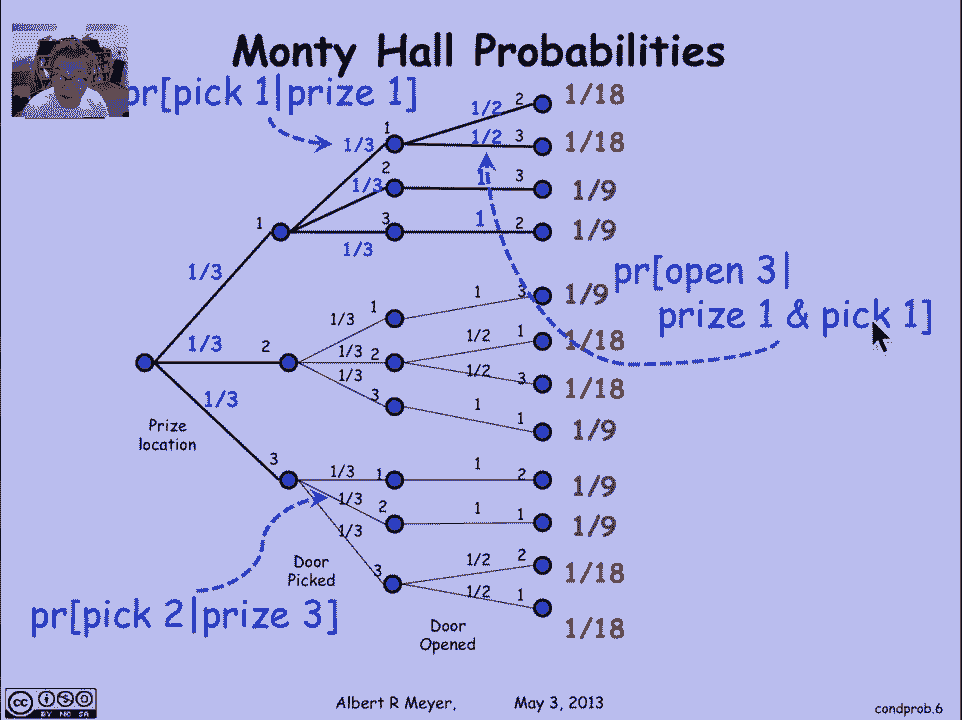 Monty Hall Probabilities
pr[pick 1|prize 1]
1/2 2 1/18
1/3 1 1/2 3 1/18
1/3 2 1 3 1/9
1 3 1 2 1/9
1/3
1/3
pr[open 3|
prize 1 & pick 1]
1/3 1 1 3 1/9
1/3 2 1/3 2 1/2 1 1/18
1/3 1/2 3 1/18
1/3 3 1 1 1/9
Prize
location
3 1/3 1 1 2 1/9
1/3 2 1 1 1/9
1/3
Door
Picked
3 1/2 2 1/18
1/2 1 1/18
pr[pick 2|prize 3]
Door
Opened
cc BY NC SA
Albert R Meyer, May 3, 2013
condprob.6